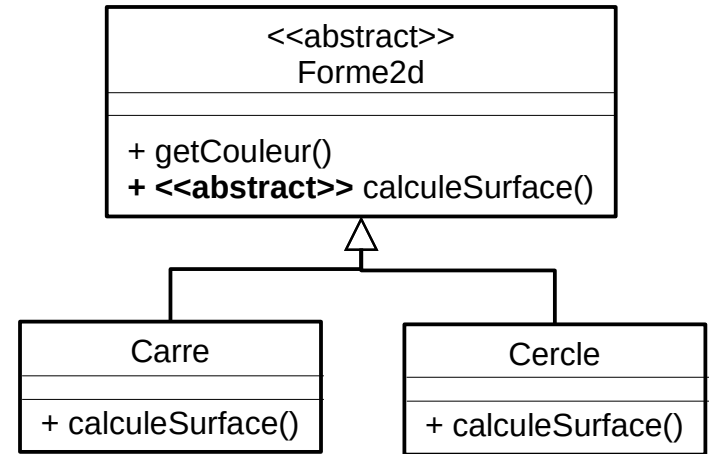 <<abstract>>
Forme2d
+ getCouleur()
+ <<abstract>> calculeSurface()
Carre
+ calculeSurface()
Cercle
+ calculeSurface()